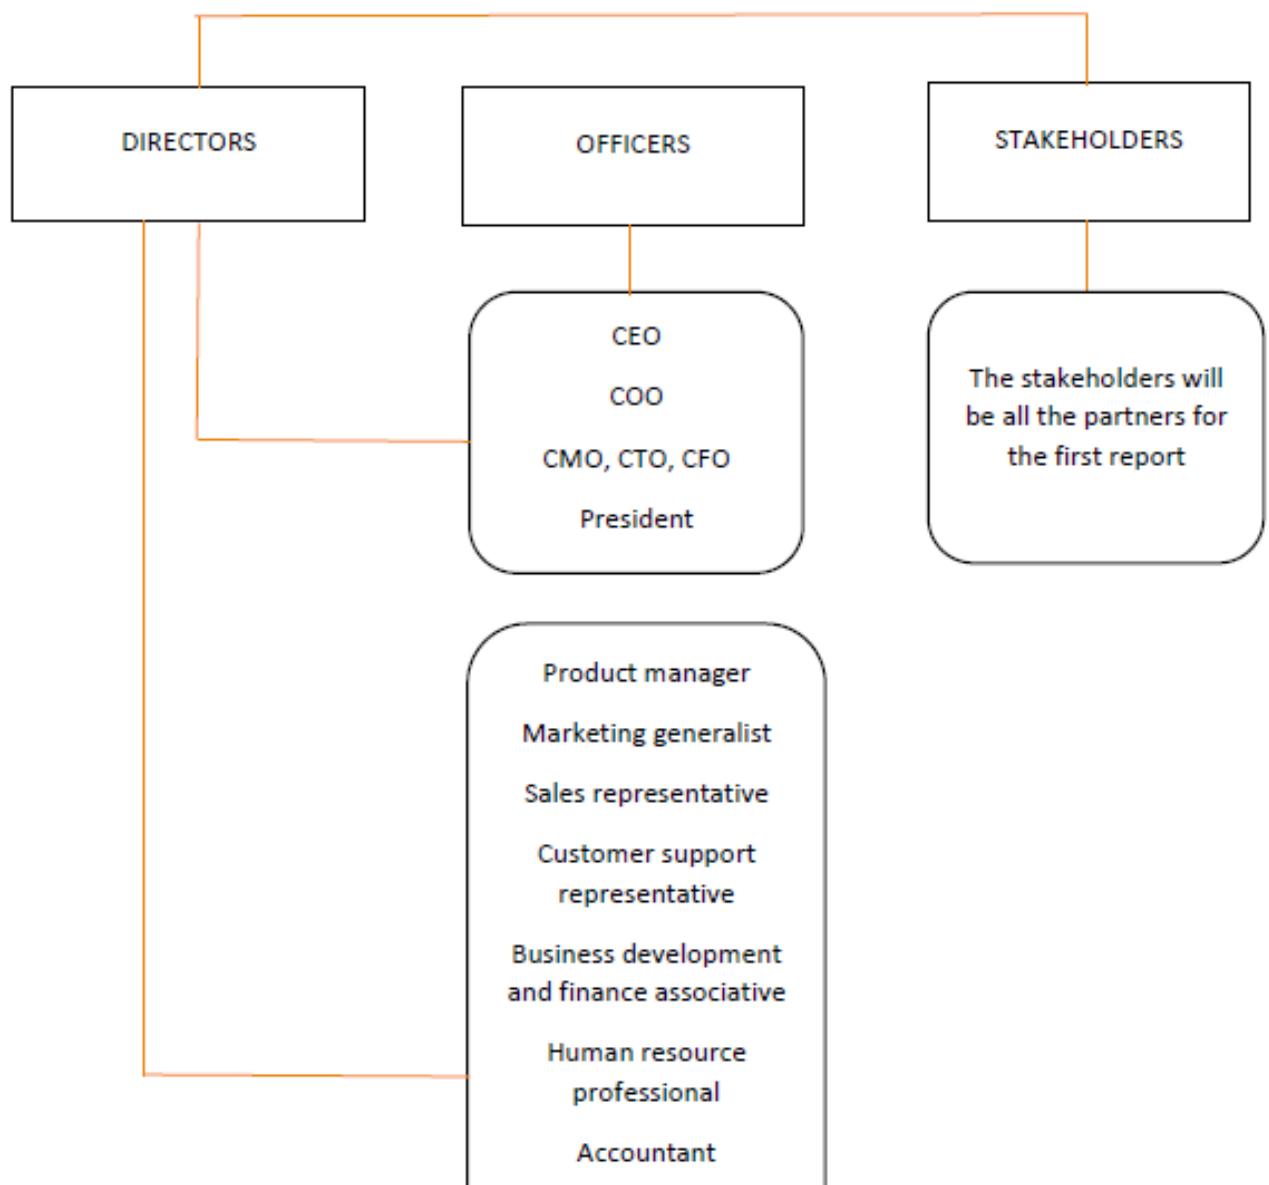 DIRECTORS
OFFICERS
STAKEHOLDERS
CEO
COO
CMO, CTO, CFO
President
The stakeholders will
be all the partners for
the first report
Product manager
Marketing generalist
Sales representative
Customer support
representative
Business development
and finance associative
Human resource
professional
Accountant